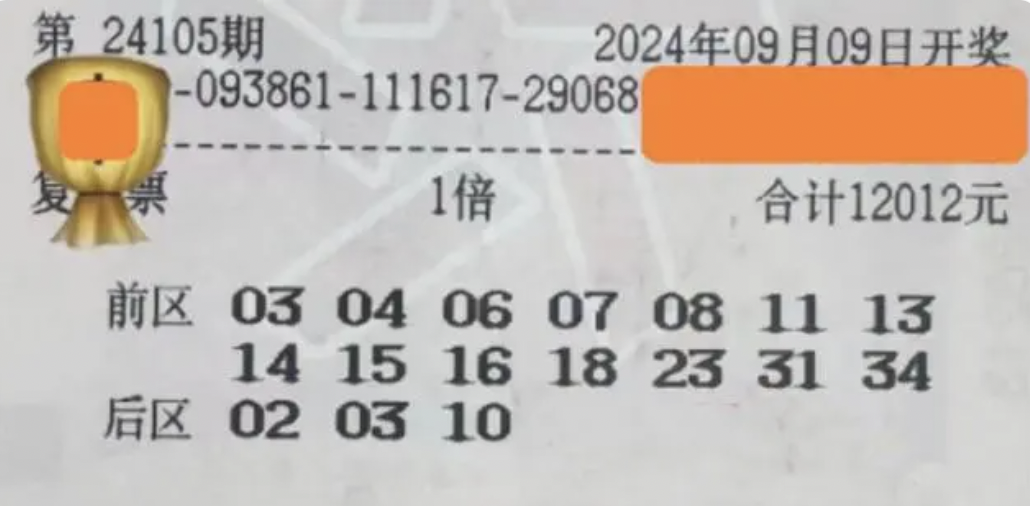 第 24105期 2024年09月09日开奖
-093861-111617-29068
--------------------------------
复 票 1倍 合计12012元
前区 03 04 06 07 08 11 13
14 15 16 18 23 31 34
后区 02 03 10